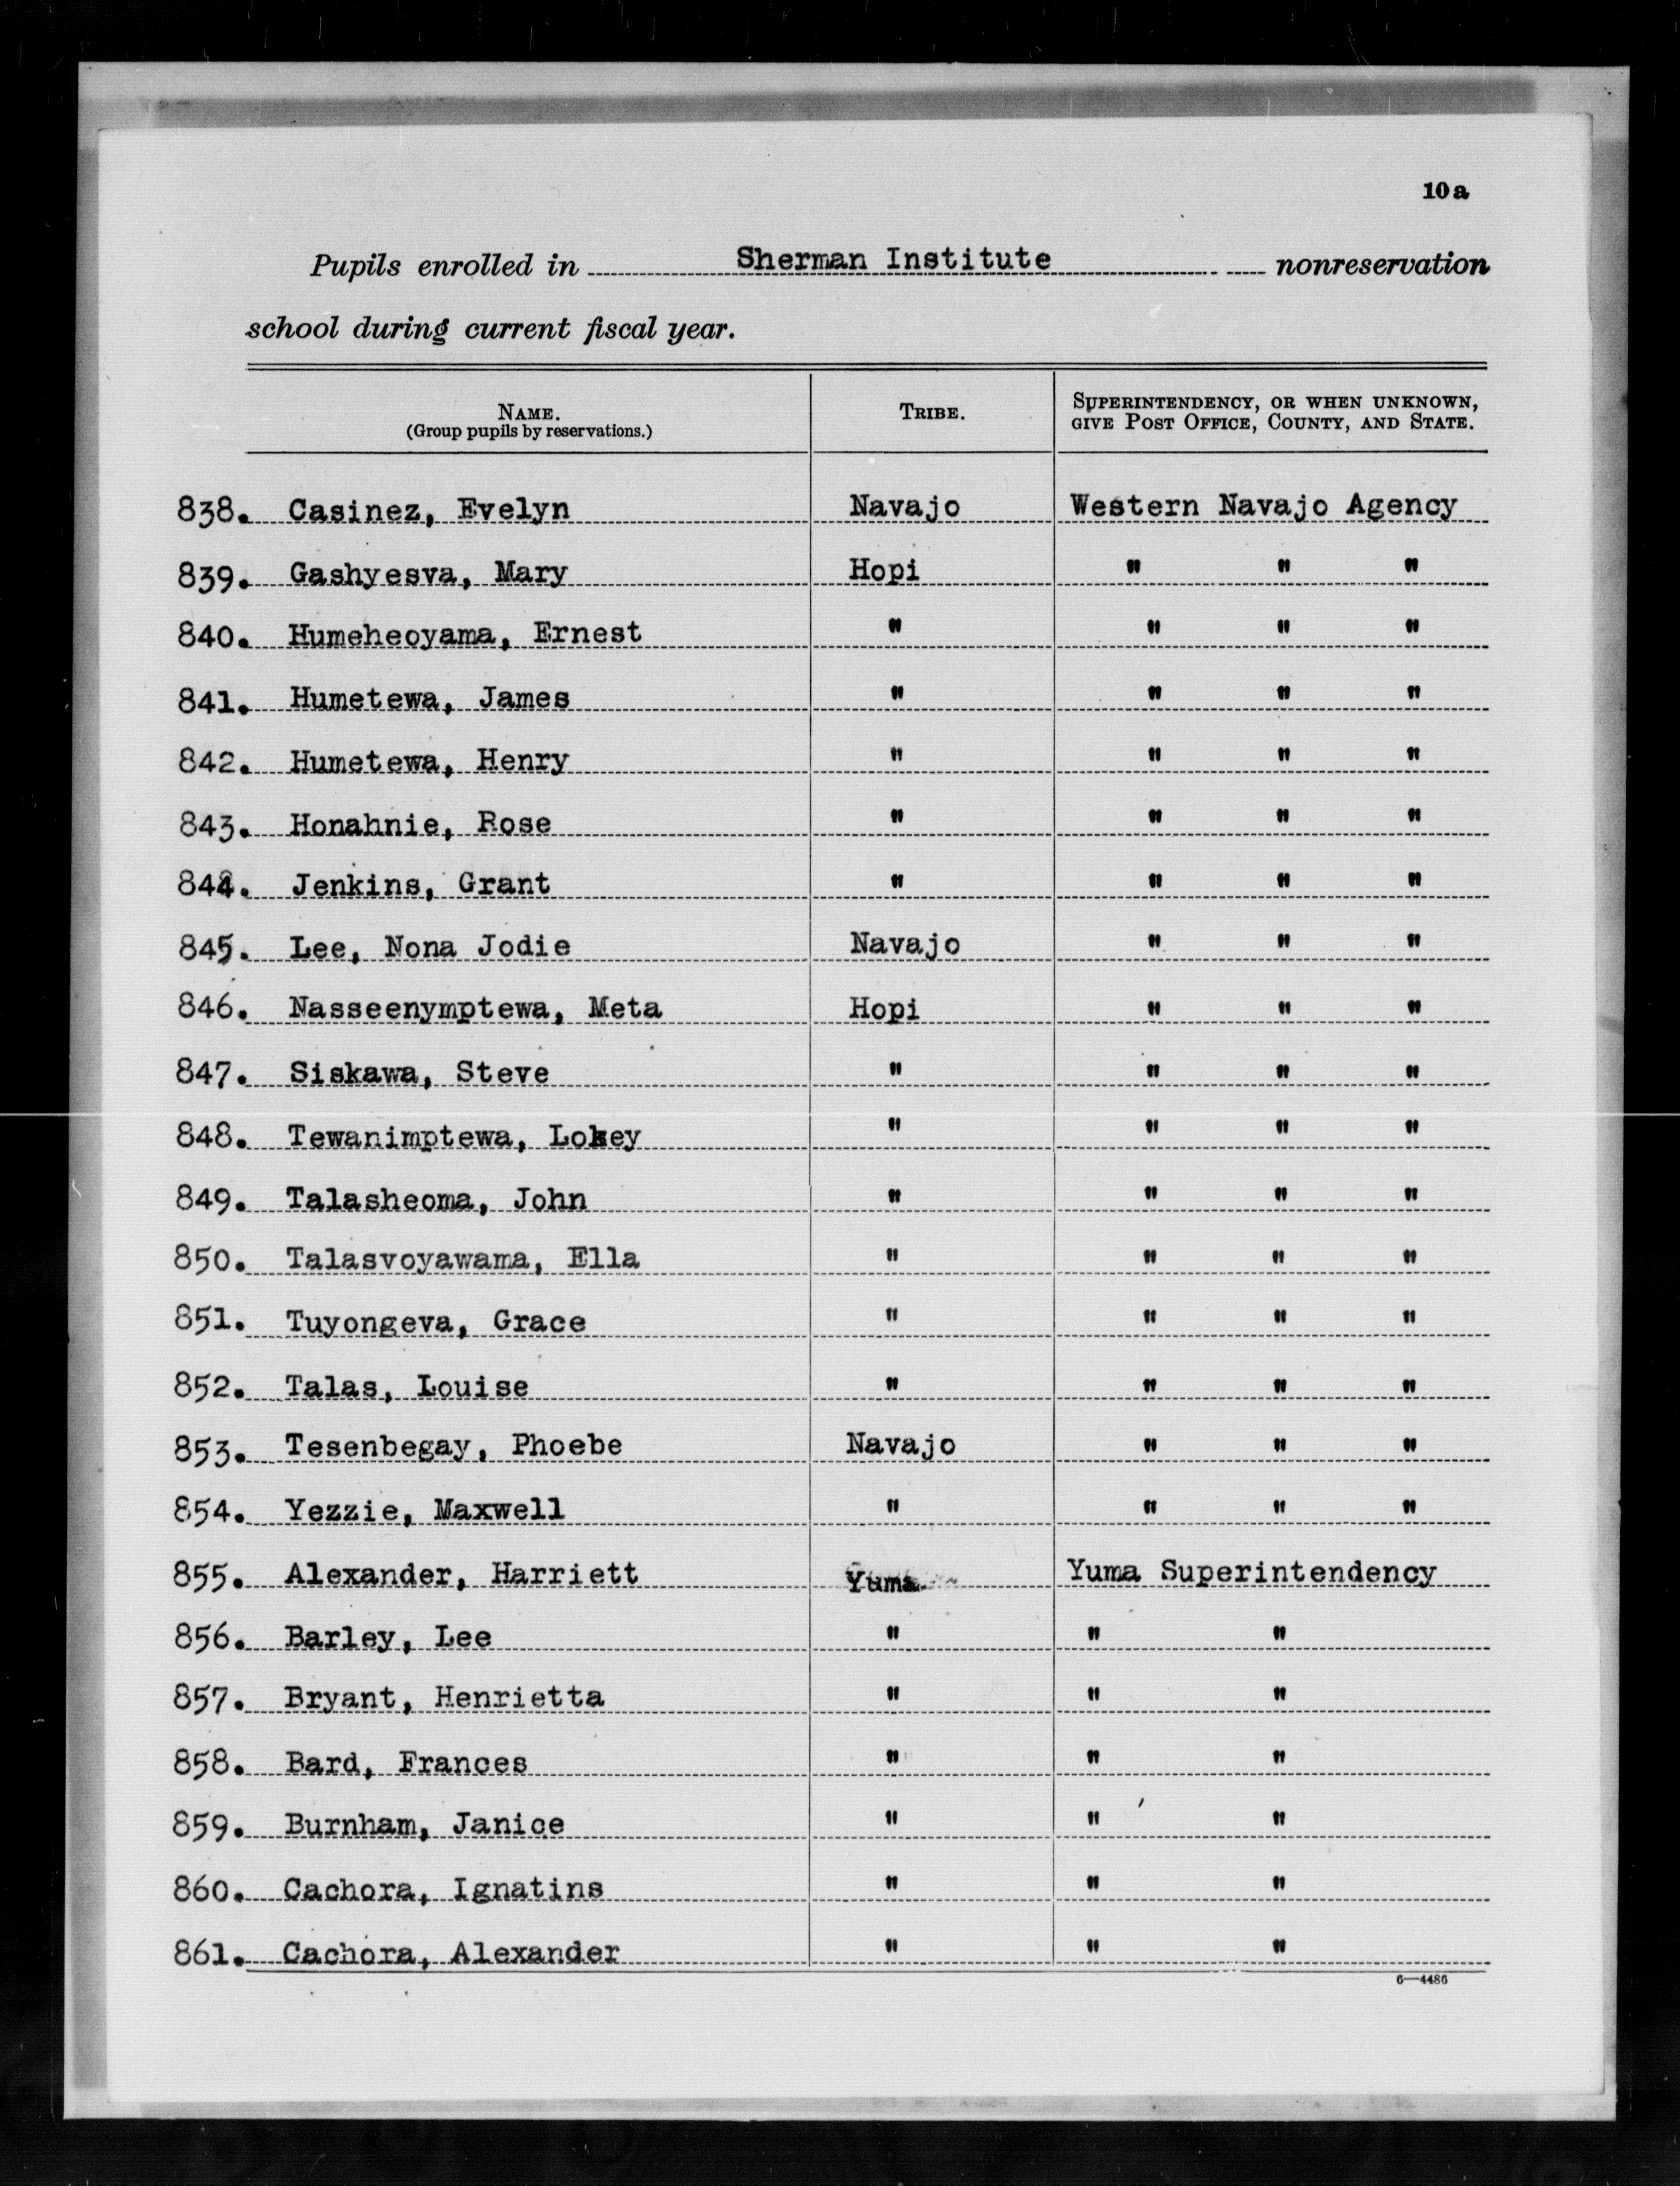 10a
Pupils enrolled in Sherman Institute nonreservation
school during current fiscal year.
NAME. (Group pupils by reservations.) TRIBE. SUPERINTENDENCY, OR WHEN UNKNOWN, GIVE POST OFFICE, COUNTY, AND STATE.
838. Casinez, Evelyn Navajo Western Navajo Agency
839. Gashyesva, Mary Hopi " " "
840. Humeheoyama, Ernest " " " "
841. Humetewa, James " " " "
842. Humetewa, Henry " " " "
843. Honahnie, Rose " " " "
844. Jenkins, Grant " " " "
845. Lee, Nona Jodie Navajo " " "
846. Nasseenymptewa, Meta Hopi " " "
847. Siskawa, Steve " " " "
848. Tewanimptewa, Lokey " " " "
849. Talasheoma, John " " " "
850. Talasvoyawama, Ella " " " "
851. Tuyongeva, Grace " " " "
852. Talas, Louise " " " "
853. Tesenbegay, Phoebe Navajo " " "
854. Yezzie, Maxwell " " " "
855. Alexander, Harriett Yuma Yuma Superintendency
856. Barley, Lee " " "
857. Bryant, Henrietta " " "
858. Bard, Frances " " "
859. Burnham, Janice " " "
860. Cachora, Ignatins " " "
861. Cachora, Alexander " " "
6—4486